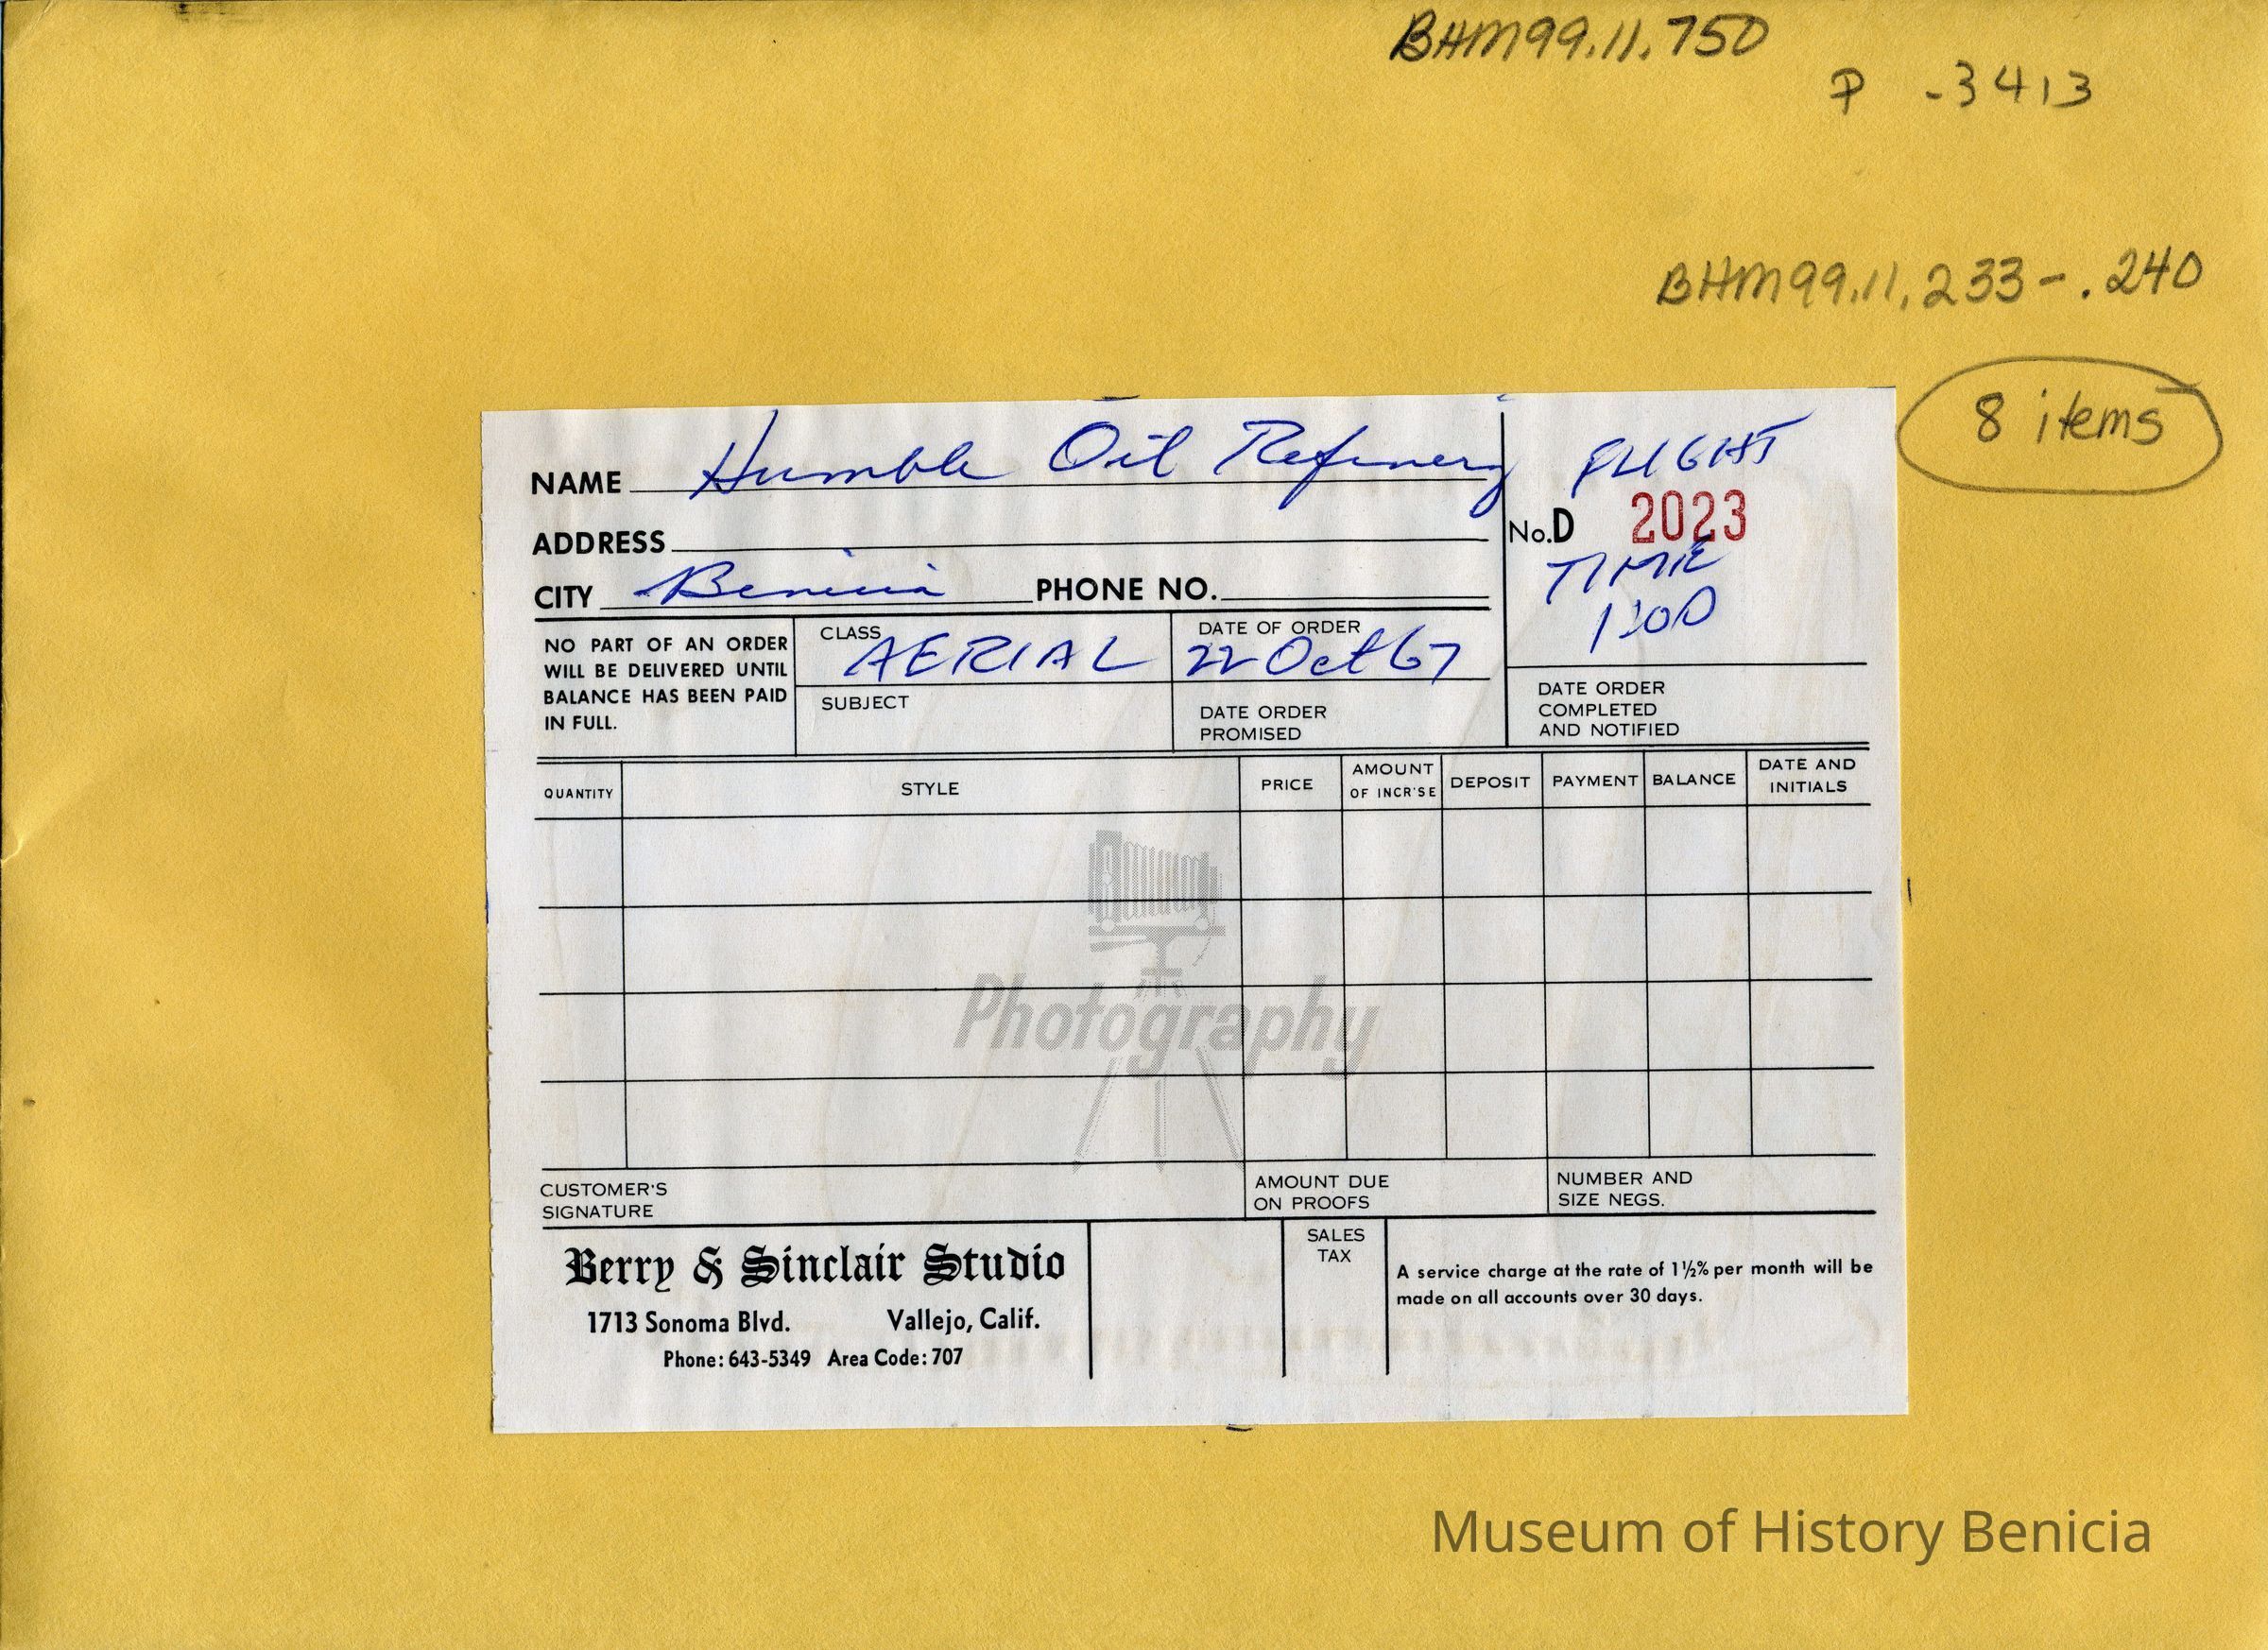 BHM99.11.750
P -3413
BHM99.11.233-.240
8 items
NAME Humble Oil Refinery
FLIGHT
No.D 2023
TIME
ADDRESS
CITY Benicia PHONE NO.
NO PART OF AN ORDER
WILL BE DELIVERED UNTIL
BALANCE HAS BEEN PAID
IN FULL.
CLASS
AERIAL
DATE OF ORDER
22 Oct 67
SUBJECT
DATE ORDER
PROMISED
DATE ORDER
COMPLETED
AND NOTIFIED
QUANTITY STYLE PRICE AMOUNT OF INCR'SE DEPOSIT PAYMENT BALANCE DATE AND INITIALS
Photography
CUSTOMER'S
SIGNATURE
AMOUNT DUE
ON PROOFS
NUMBER AND
SIZE NEGS.
Berry & Sinclair Studio
1713 Sonoma Blvd. Vallejo, Calif.
Phone: 643-5349 Area Code: 707
SALES
TAX
A service charge at the rate of 1½% per month will be
made on all accounts over 30 days.
Museum of History Benicia